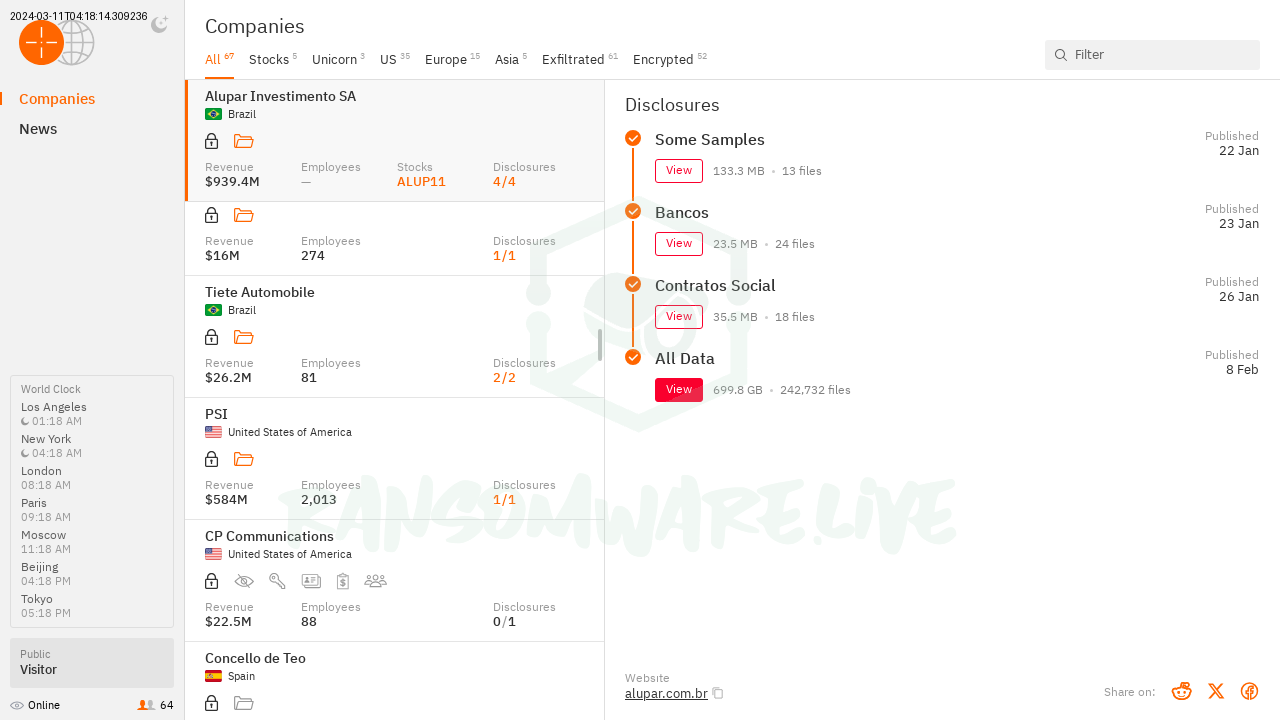 2024-03-11T04:18:14.309236
Companies
News
World Clock
Los Angeles
01:18 AM
New York
04:18 AM
London
08:18 AM
Paris
09:18 AM
Moscow
11:18 AM
Beijing
04:18 PM
Tokyo
05:18 PM
Public
Visitor
Online 64
Companies
All 67 Stocks 5 Unicorn 3 US 35 Europe 15 Asia 5 Exfiltrated 61 Encrypted 52
Filter
Alupar Investimento SA
Brazil
Revenue Employees Stocks Disclosures
$939.4M — ALUP11 4/4
Revenue Employees Disclosures
$16M 274 1/1
Tiete Automobile
Brazil
Revenue Employees Disclosures
$26.2M 81 2/2
PSI
United States of America
Revenue Employees Disclosures
$584M 2,013 1/1
CP Communications
United States of America
Revenue Employees Disclosures
$22.5M 88 0/1
Concello de Teo
Spain
Disclosures
Some Samples Published
22 Jan
View 133.3 MB • 13 files
Bancos Published
23 Jan
View 23.5 MB • 24 files
Contratos Social Published
26 Jan
View 35.5 MB • 18 files
All Data Published
8 Feb
View 699.8 GB • 242,732 files
RANSOMWARE.LIVE
Website
alupar.com.br
Share on: